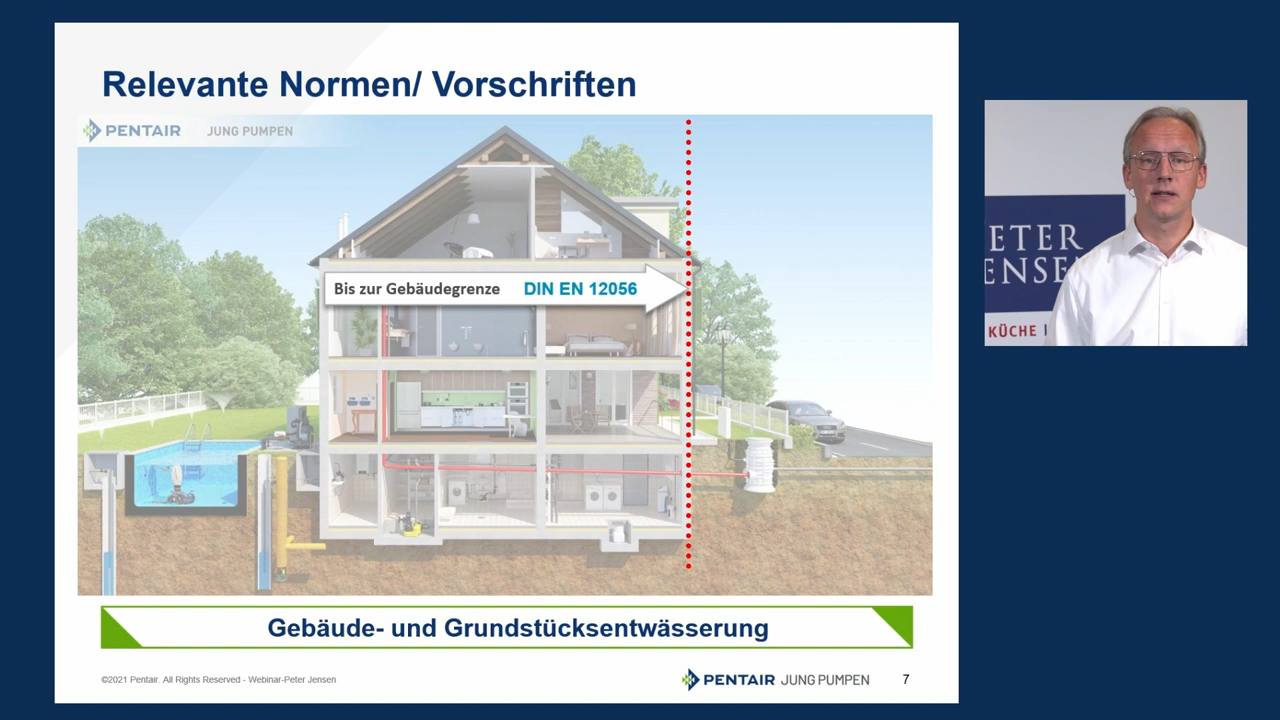 Relevante Normen/ Vorschriften
PENTAIR JUNG PUMPEN
Bis zur Gebäudegrenze DIN EN 12056
Gebäude- und Grundstücksentwässerung
©2021 Pentair. All Rights Reserved - Webinar-Peter Jensen
PENTAIR JUNG PUMPEN
7
ETER
ENSE
KÜCHE |